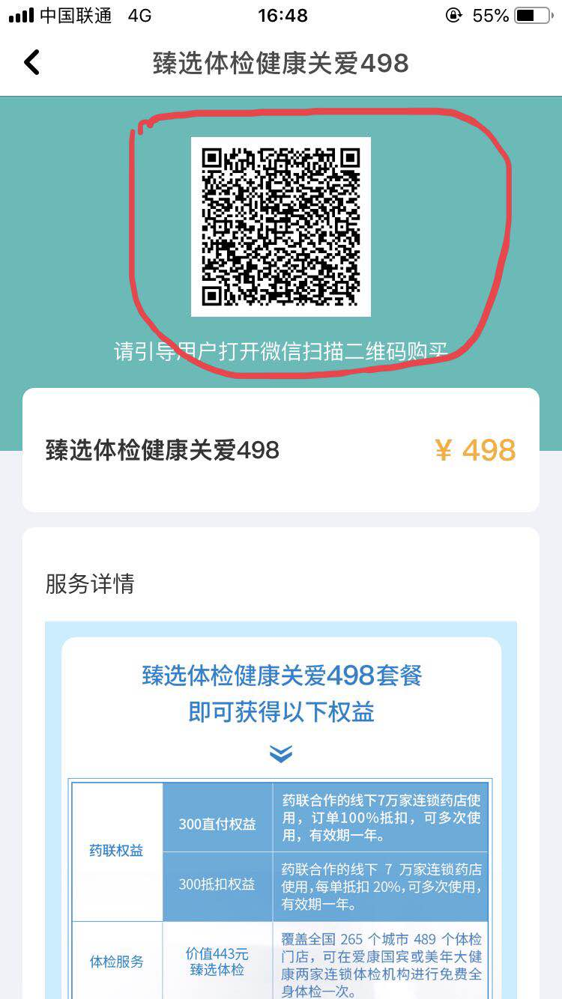 中国联通 4G 16:48 55%
臻选体检健康关爱498
请引导用户打开微信扫描二维码购买
臻选体检健康关爱498 ¥ 498
服务详情
臻选体检健康关爱498套餐
即可获得以下权益
药联权益
300直付权益
药联合作的线下7万家连锁药店使
用，订单100%抵扣，可多次使
用，有效期一年。
300抵扣权益
药联合作的线下 7 万家连锁药店
使用，每单抵扣 20%，可多次使用，
有效期一年。
体检服务
价值443元
臻选体检
覆盖全国 265 个城市 489 个体检
门店，可在爱康国宾或美年大健
康两家连锁体检机构进行免费全
身体检一次。